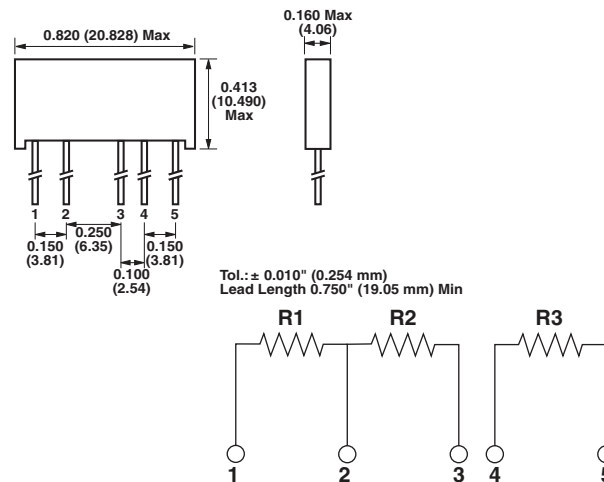 0.820 (20.828) Max
0.160 Max
(4.06)
0.413
(10.490)
Max
1 2 3 4 5
0.150
(3.81)
0.250
(6.35)
0.100
(2.54)
0.150
(3.81)
Tol.: ± 0.010" (0.254 mm)
Lead Length 0.750" (19.05 mm) Min
R1 R2 R3
1 2 3 4 5